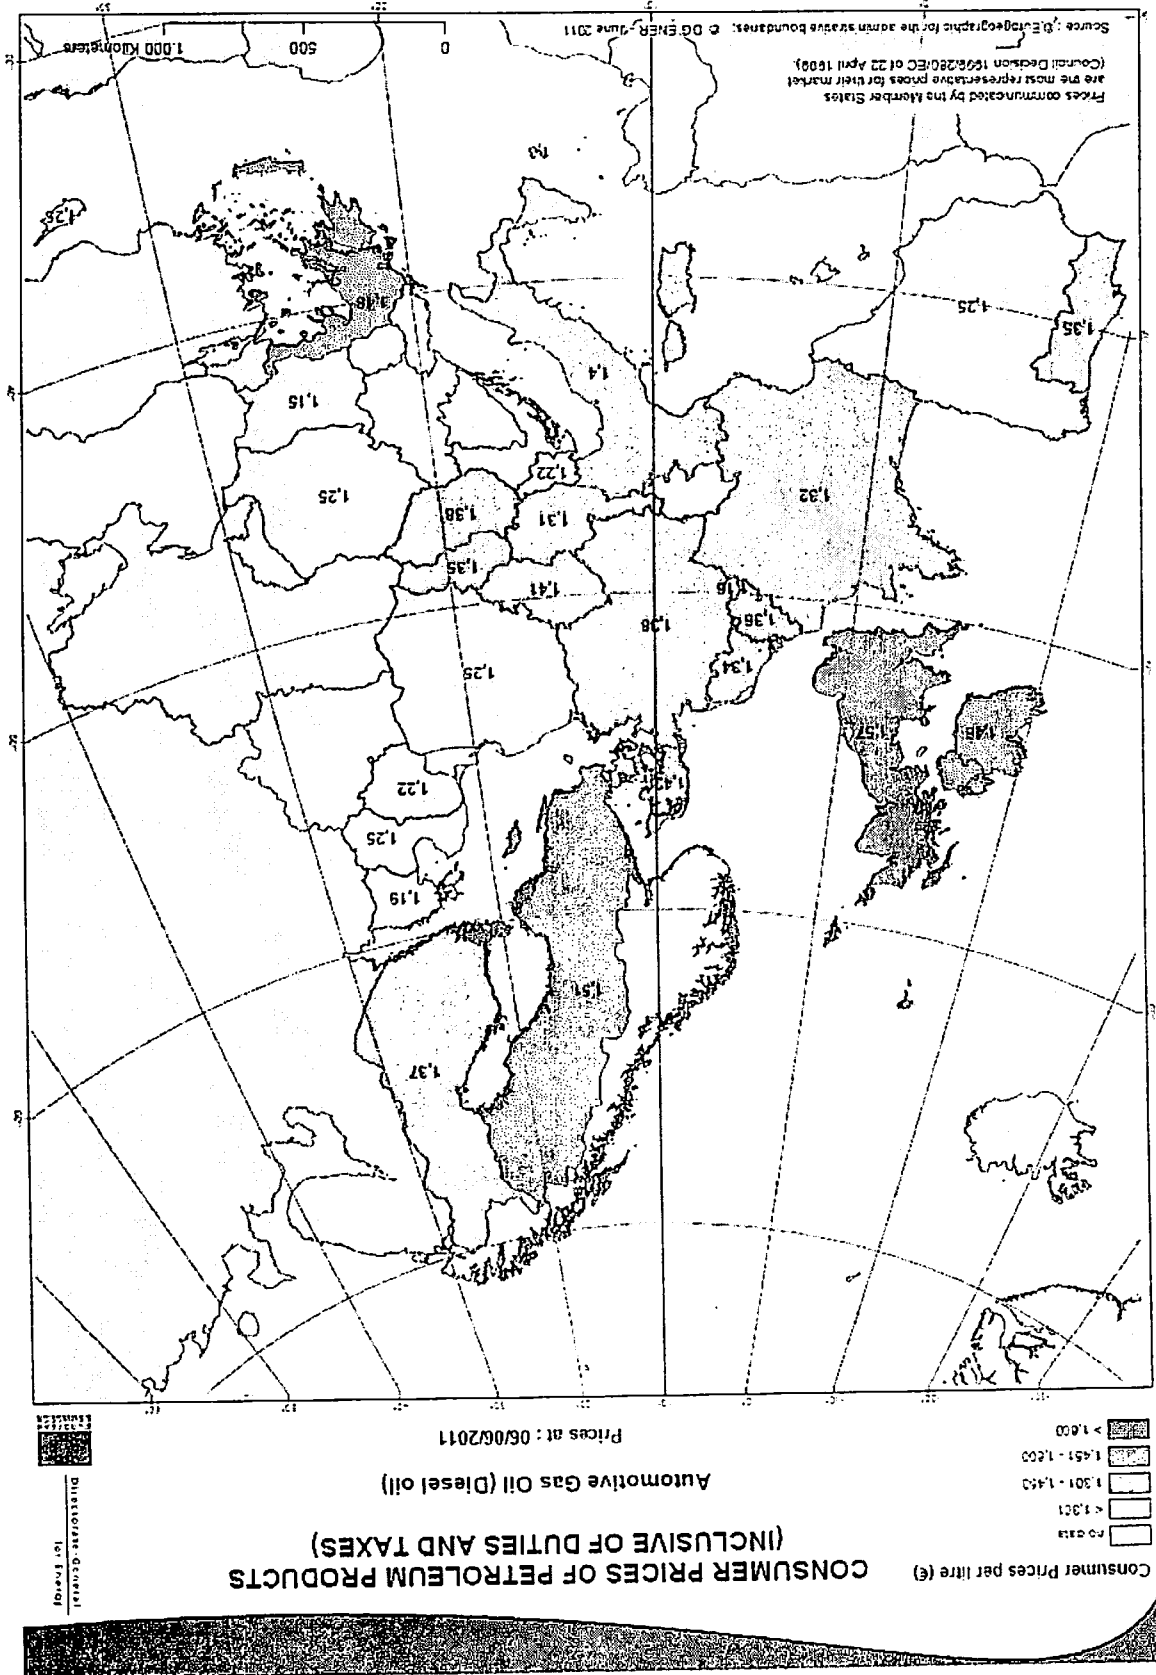 Directorate-General
for Energy
CONSUMER PRICES OF PETROLEUM PRODUCTS
(INCLUSIVE OF DUTIES AND TAXES)
Automotive Gas Oil (Diesel oil)
Prices at : 06/06/2011
Consumer Prices per litre (€)
no data
< 1,301
1,301 - 1,450
1,451 - 1,600
> 1,600
1,37
1,51
1,19
1,25
1,22
1,57
1,34
1,25
1,36
1,38
1,16
1,41
1,35
1,31
1,38
1,25
1,32
1,22
1,15
1,4
1,35
1,25
1,25
1,3
Prices communicated by the Member States
are the most representative prices for their market
(Council Decision 1999/280/EC of 22 April 1999).
Source : © Eurogeographic for the administrative boundaries; © DG ENER - June 2011
0 500 1.000 Kilometers